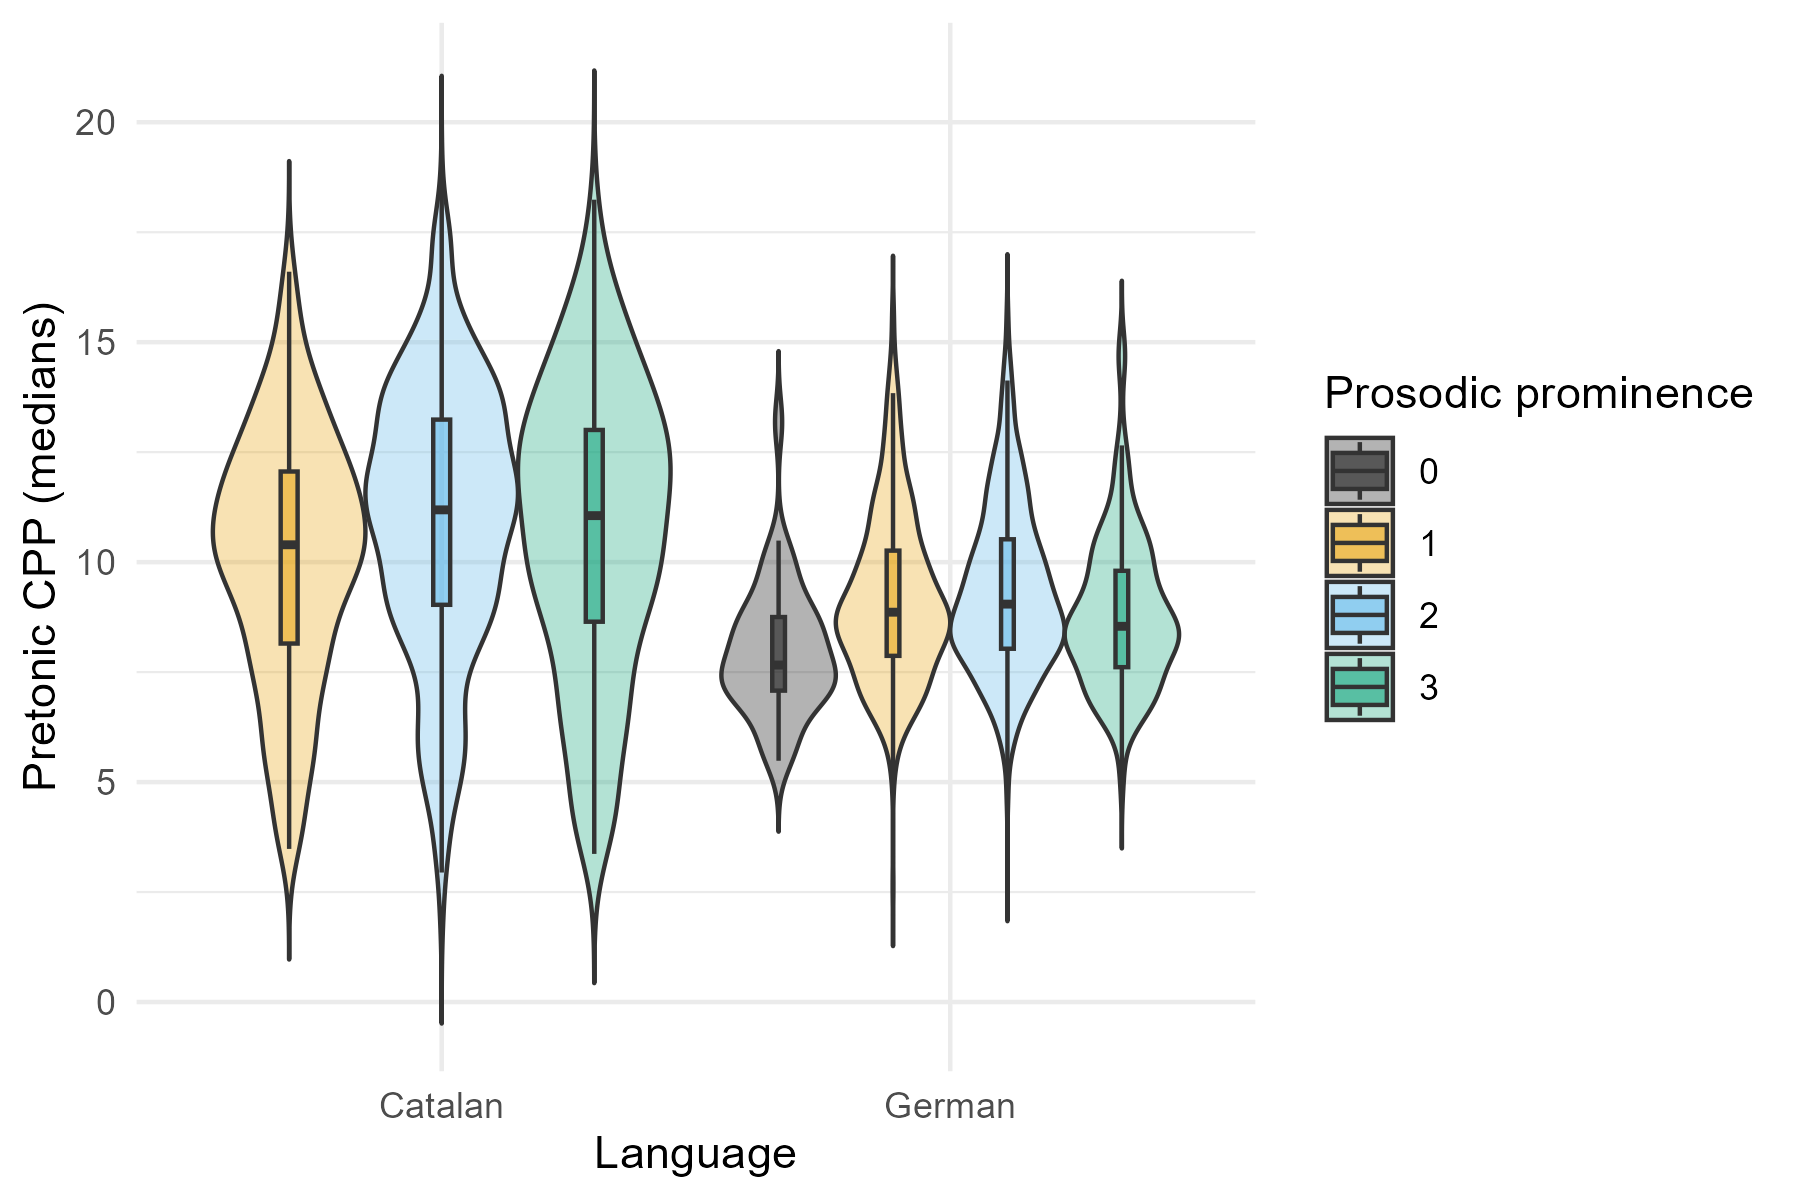 Pretonic CPP (medians)
20
15
10
5
0
Catalan
German
Language
Prosodic prominence
0
1
2
3